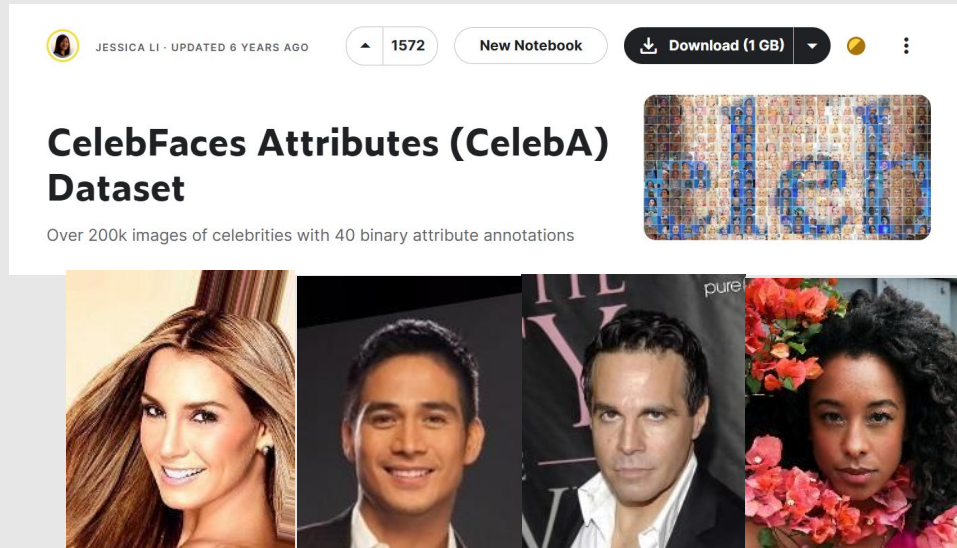 JESSICA LI · UPDATED 6 YEARS AGO
1572
New Notebook
Download (1 GB)
CelebFaces Attributes (CelebA)
Dataset
Over 200k images of celebrities with 40 binary attribute annotations
celeb
pure